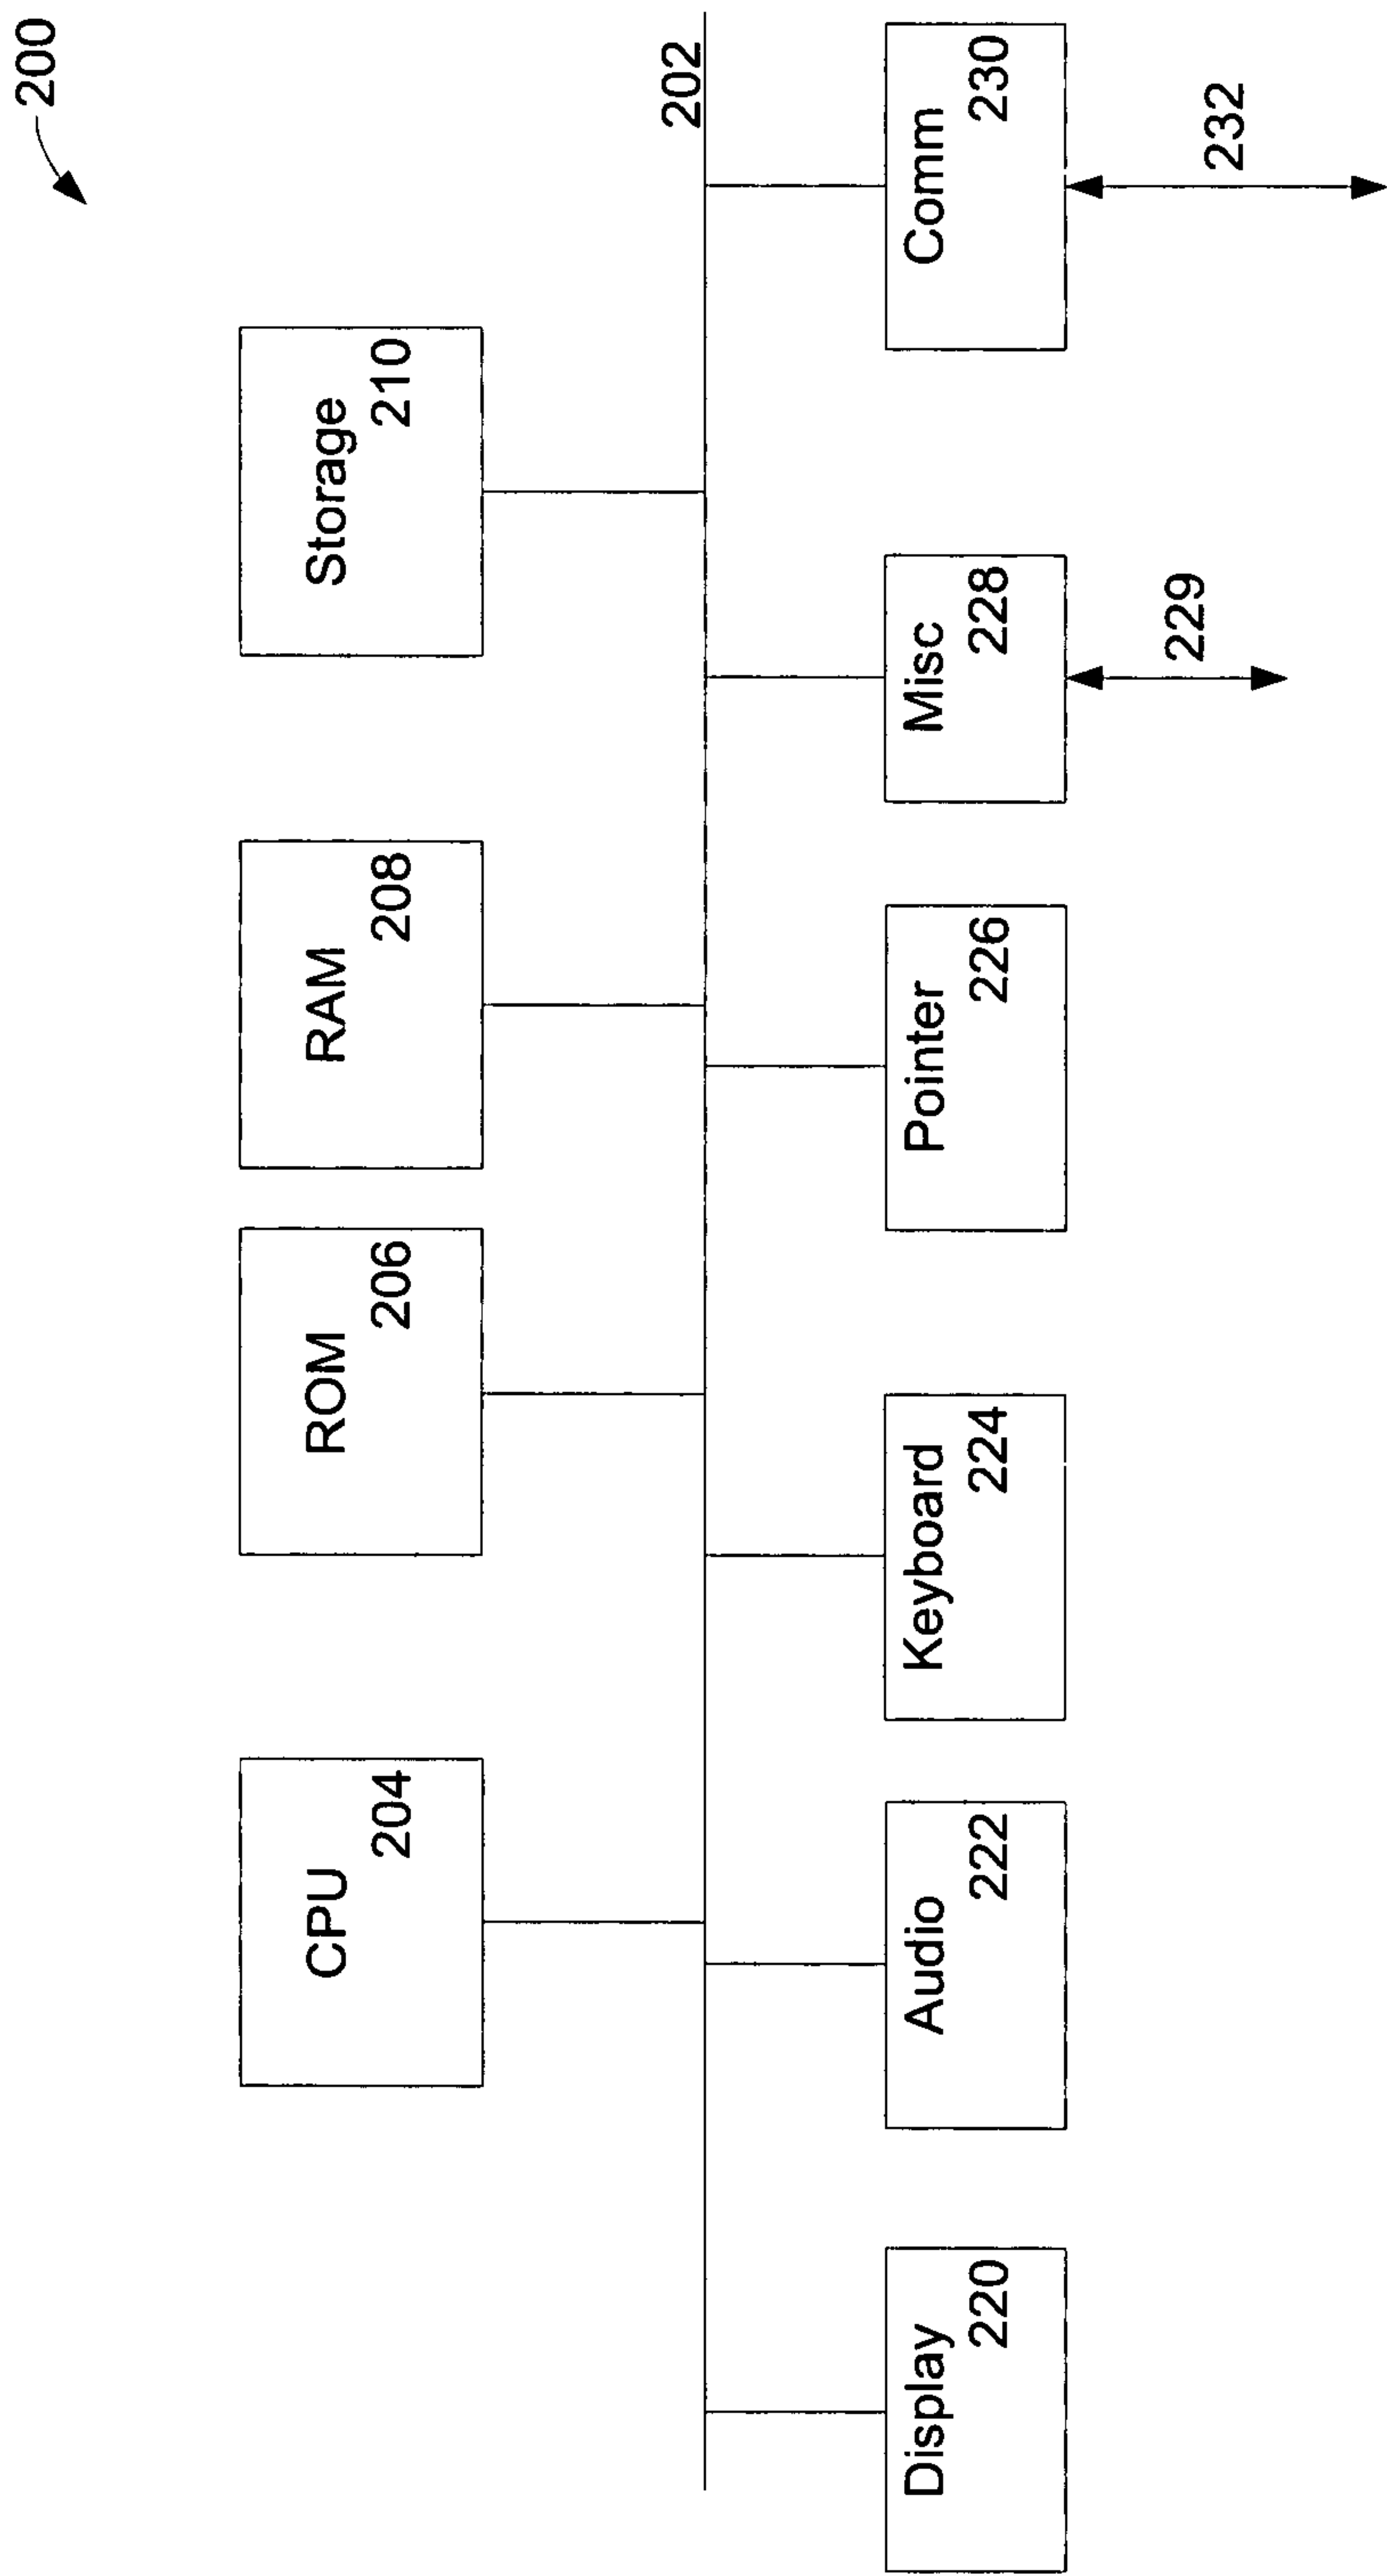 200
CPU
204
ROM
206
RAM
208
Storage
210
202
Display
220
Audio
222
Keyboard
224
Pointer
226
Misc
228
Comm
230
229
232